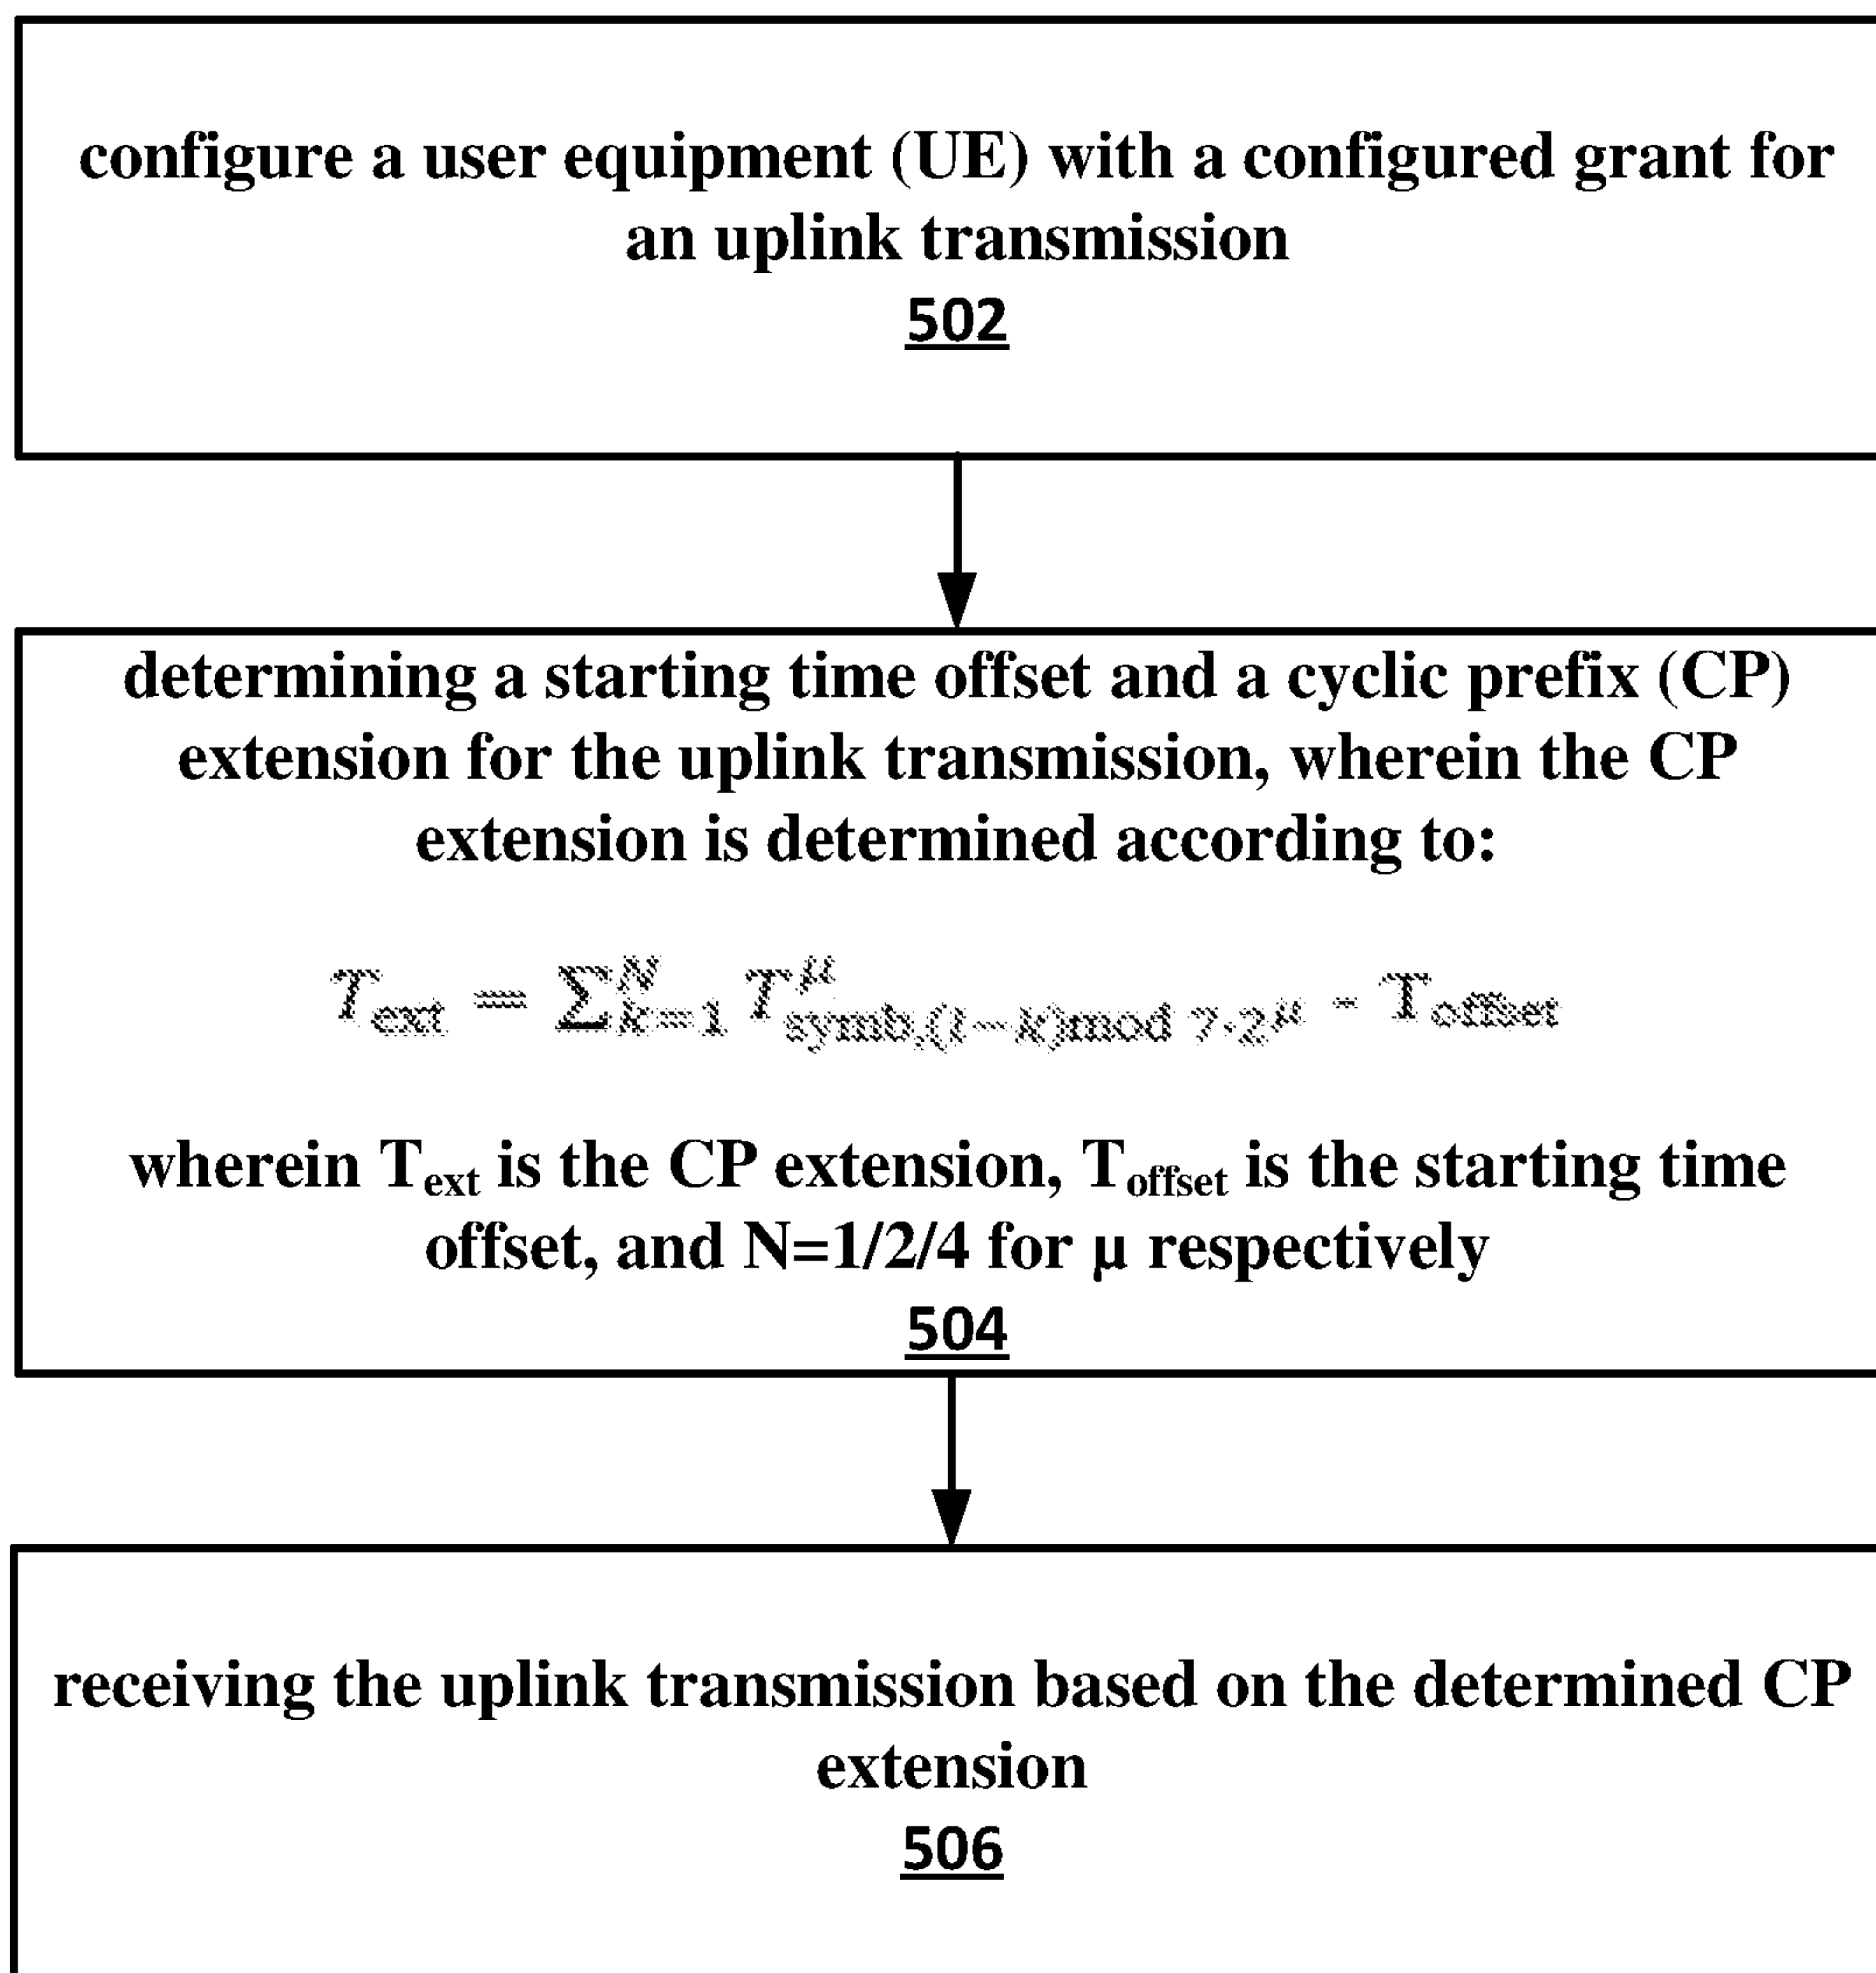 configure a user equipment (UE) with a configured grant for
an uplink transmission
502
determining a starting time offset and a cyclic prefix (CP)
extension for the uplink transmission, wherein the CP
extension is determined according to:
T_ext = Σ_{k=1}^{N} T^μ_{symb,(l−k)mod 7·2^μ} - T_offset
wherein T_ext is the CP extension, T_offset is the starting time
offset, and N=1/2/4 for μ respectively
504
receiving the uplink transmission based on the determined CP
extension
506